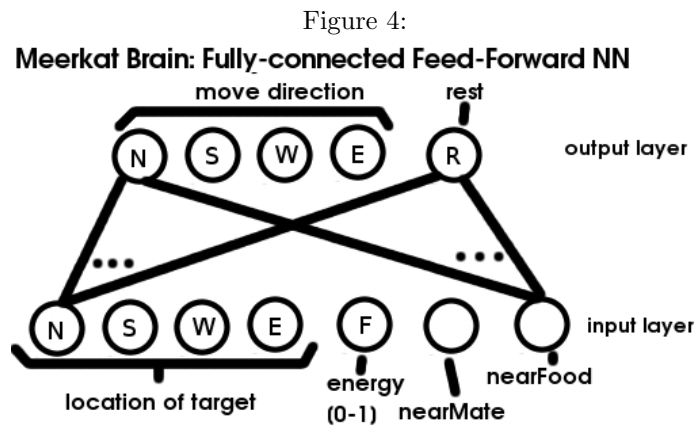 Figure 4:
Meerkat Brain: Fully-connected Feed-Forward NN
move direction rest
N S W E R output layer
... ...
N S W E F input layer
location of target energy nearFood
(0-1) nearMate